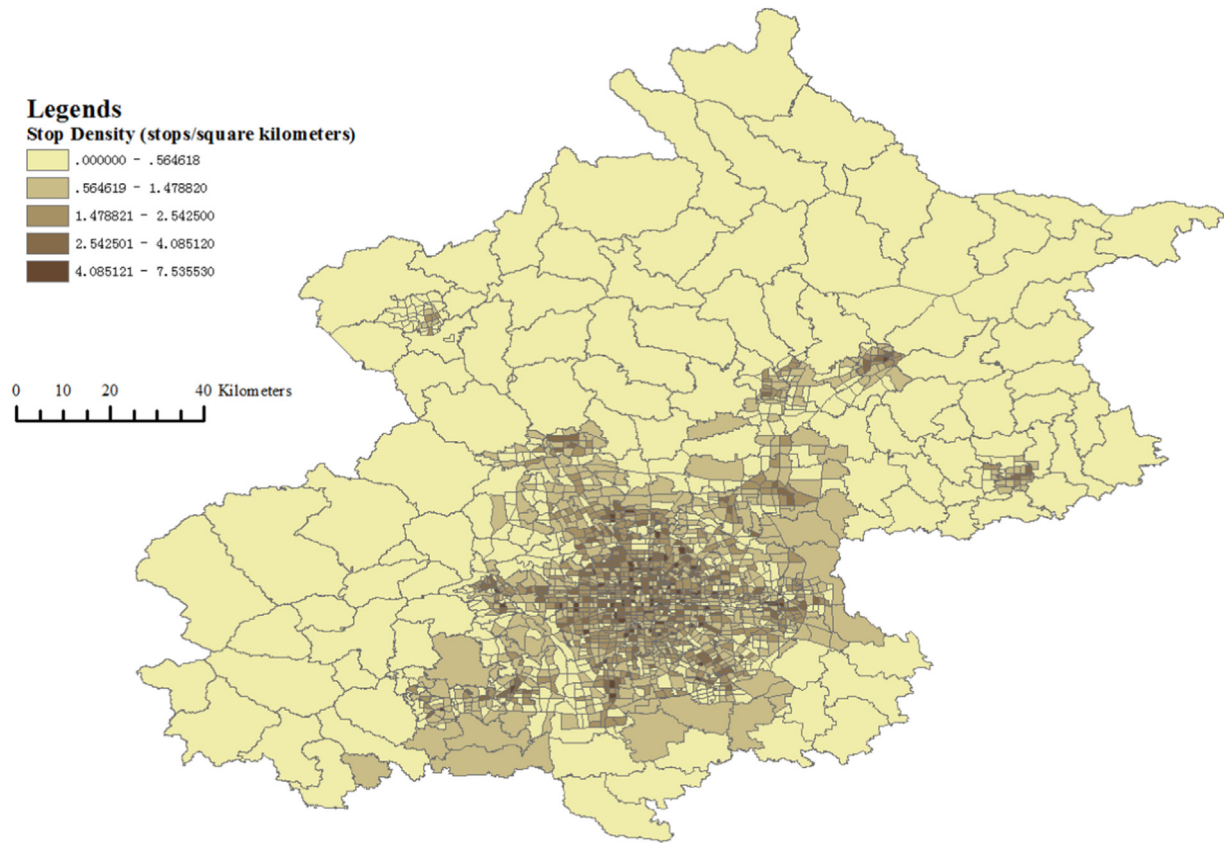 Legends
Stop Density (stops/square kilometers)
.000000 - .564618
.564619 - 1.478820
1.478821 - 2.542500
2.542501 - 4.085120
4.085121 - 7.535530
0 10 20 40 Kilometers